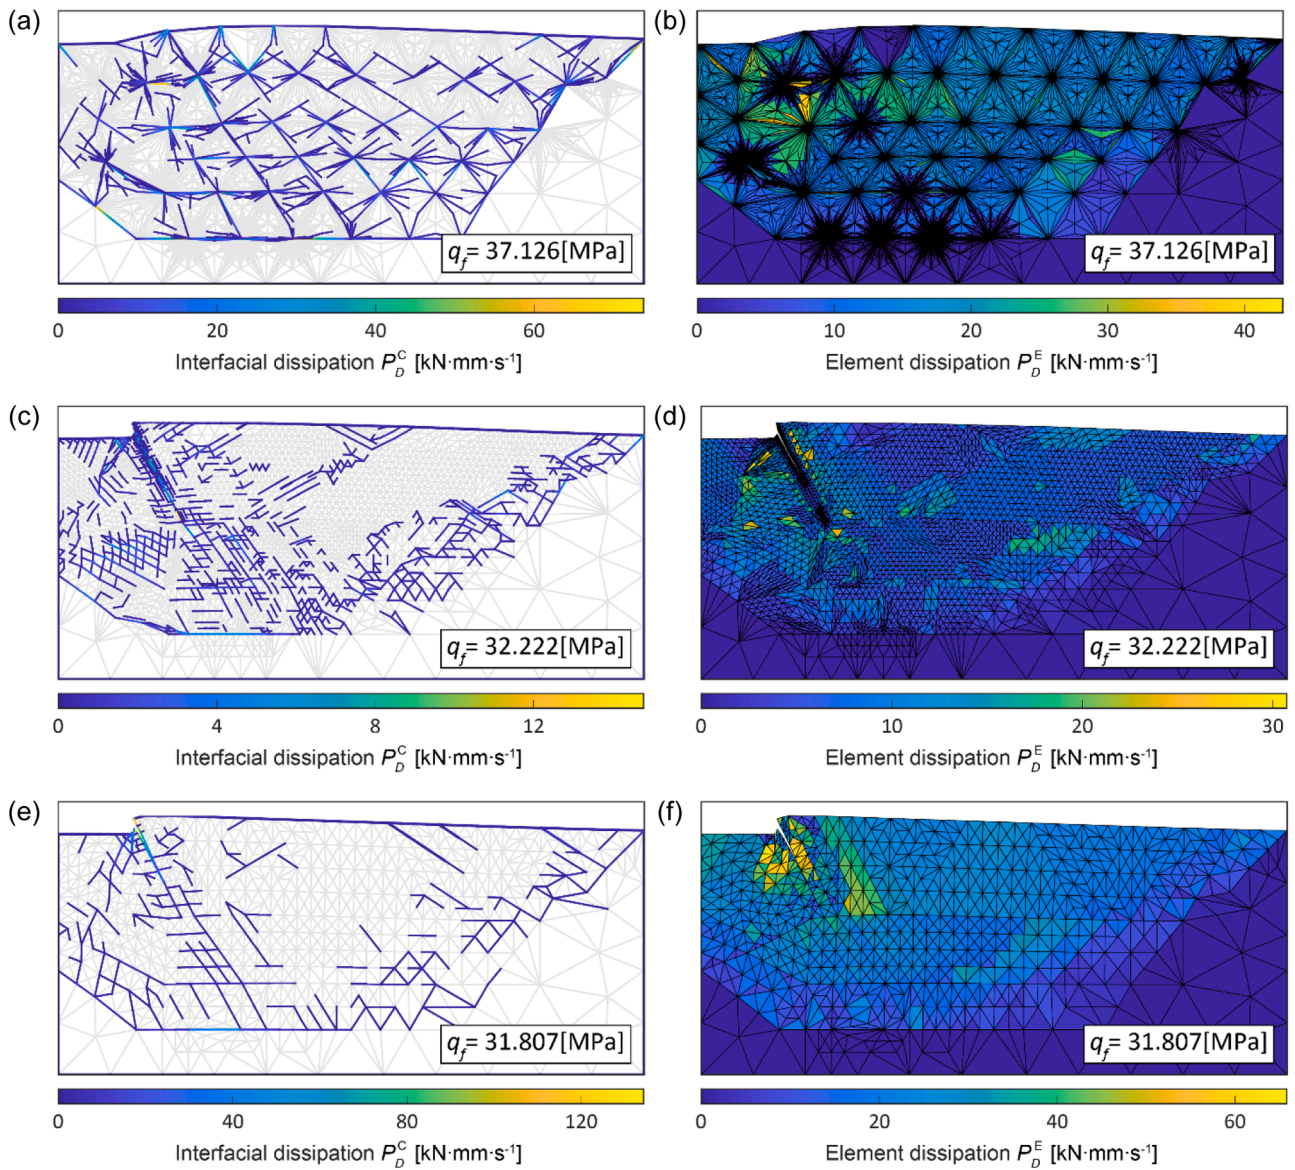 (a)
(b)
q_f = 37.126[MPa]
q_f = 37.126[MPa]
0 20 40 60
0 10 20 30 40
Interfacial dissipation P_D^C [kN·mm·s⁻¹]
Element dissipation P_D^E [kN·mm·s⁻¹]
(c)
(d)
q_f = 32.222[MPa]
q_f = 32.222[MPa]
0 4 8 12
0 10 20 30
Interfacial dissipation P_D^C [kN·mm·s⁻¹]
Element dissipation P_D^E [kN·mm·s⁻¹]
(e)
(f)
q_f = 31.807[MPa]
q_f = 31.807[MPa]
0 40 80 120
0 20 40 60
Interfacial dissipation P_D^C [kN·mm·s⁻¹]
Element dissipation P_D^E [kN·mm·s⁻¹]